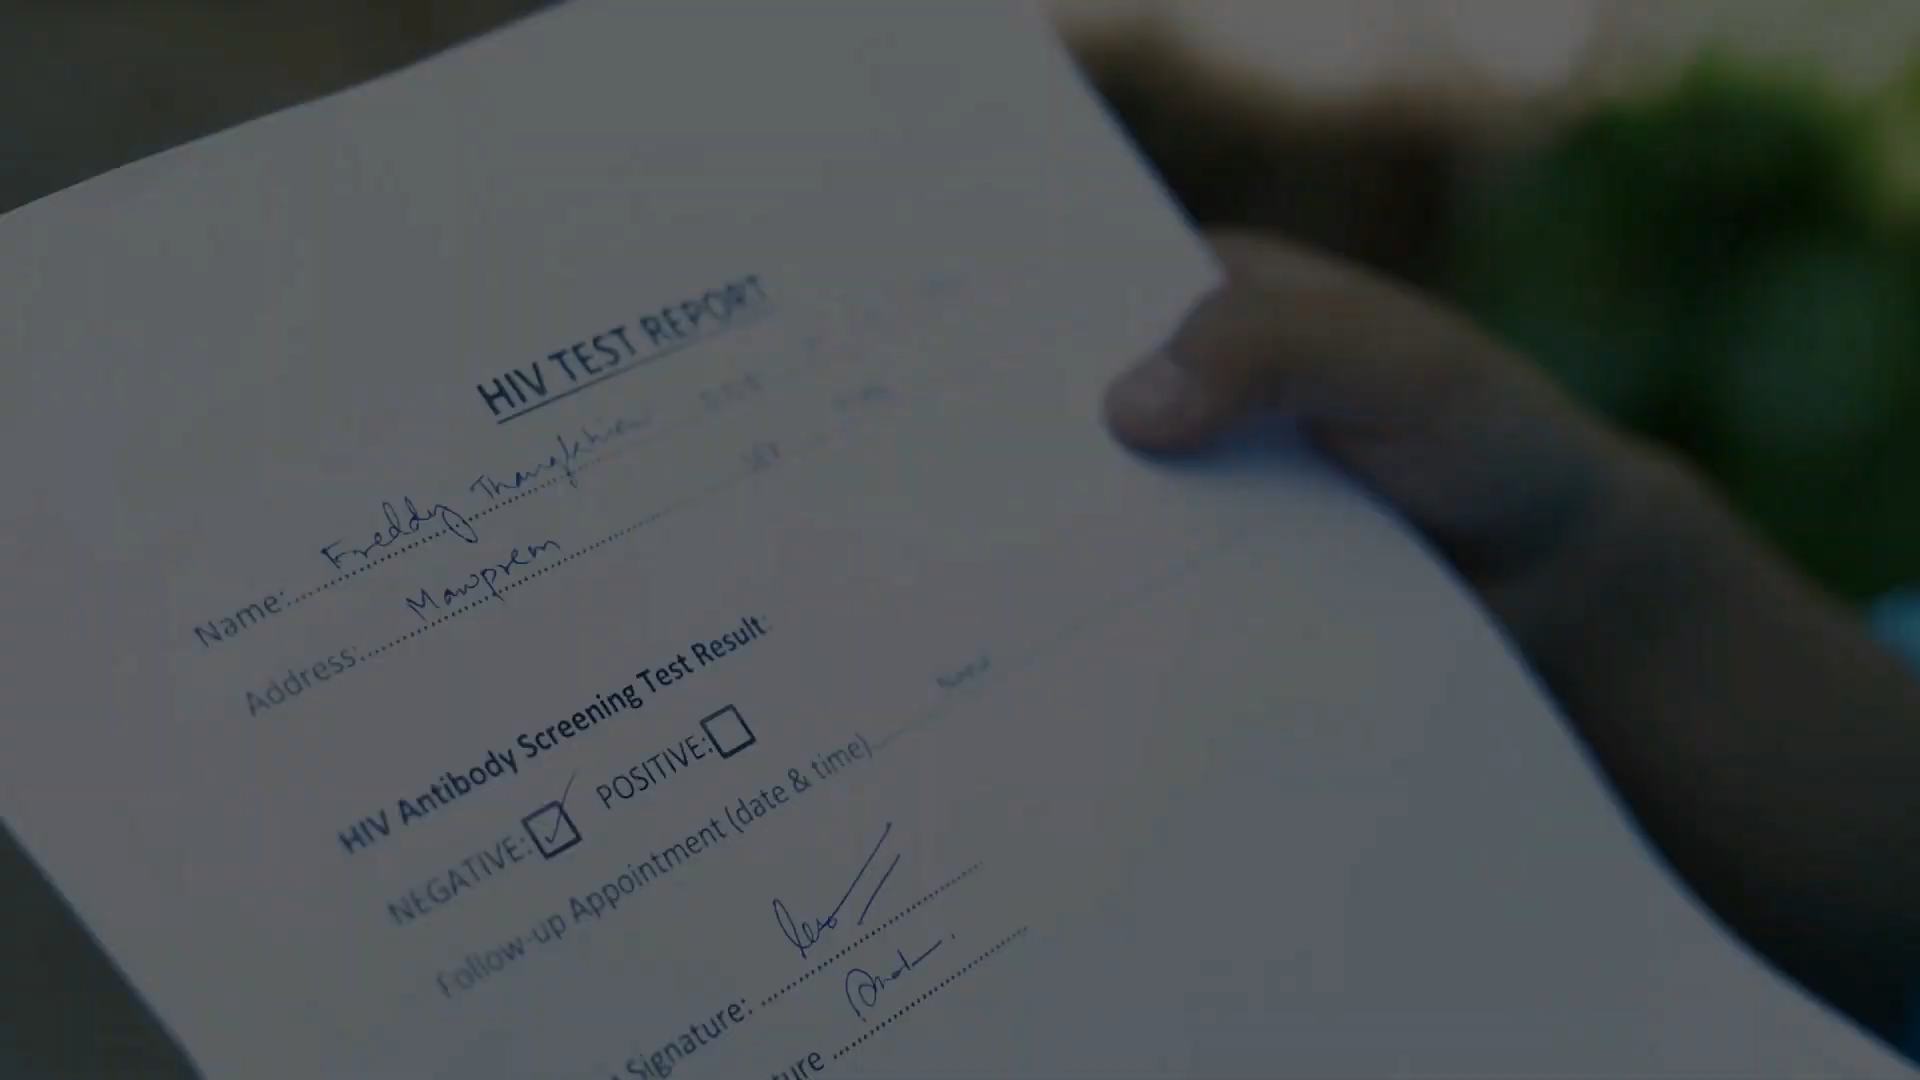 HIV TEST REPORT
Name: Freddy Thangkhiew
Address: Mawprem
HIV Antibody Screening Test Result:
NEGATIVE: POSITIVE:
Follow-up Appointment (date & time)
Signature: